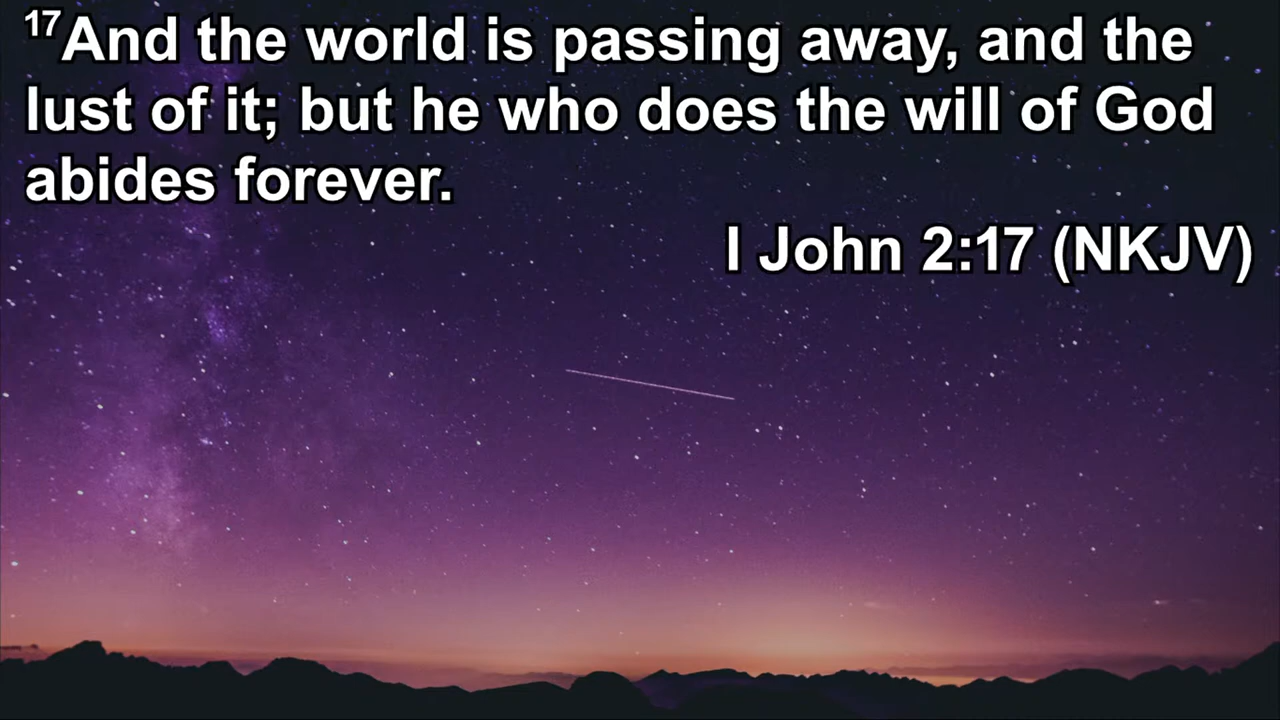 17And the world is passing away, and the
lust of it; but he who does the will of God
abides forever.
I John 2:17 (NKJV)